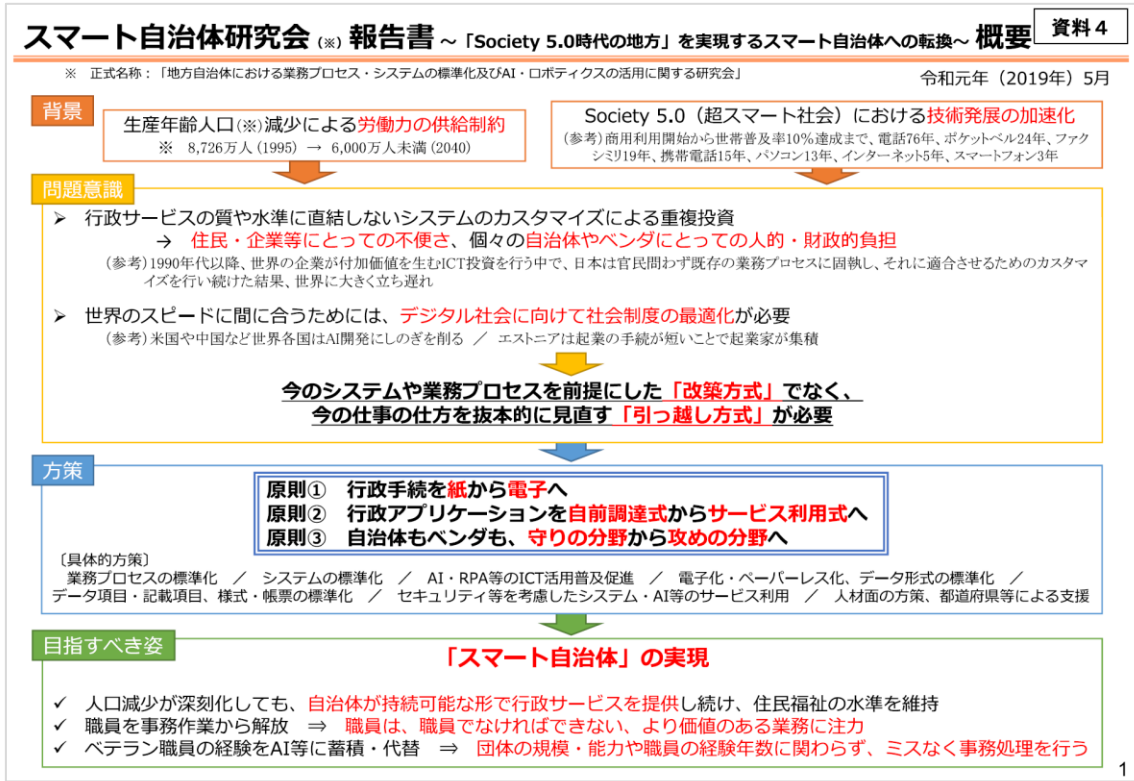 スマート自治体研究会(※)報告書～「Society 5.0時代の地方」を実現するスマート自治体への転換～ 概要
資料４
※ 正式名称：「地方自治体における業務プロセス・システムの標準化及びAI・ロボティクスの活用に関する研究会」
令和元年（2019年）5月
背景
生産年齢人口(※)減少による労働力の供給制約
※ 8,726万人(1995) → 6,000万人未満(2040)
Society 5.0（超スマート社会）における技術発展の加速化
(参考)商用利用開始から世帯普及率10％達成まで、電話76年、ポケットベル24年、ファク
シミリ19年、携帯電話15年、パソコン13年、インターネット5年、スマートフォン3年
問題意識
➢ 行政サービスの質や水準に直結しないシステムのカスタマイズによる重複投資
→ 住民・企業等にとっての不便さ、個々の自治体やベンダにとっての人的・財政的負担
(参考)1990年代以降、世界の企業が付加価値を生むICT投資を行う中で、日本は官民問わず既存の業務プロセスに固執し、それに適合させるためのカスタマ
イズを行い続けた結果、世界に大きく立ち遅れ
➢ 世界のスピードに間に合うためには、デジタル社会に向けて社会制度の最適化が必要
(参考)米国や中国など世界各国はAI開発にしのぎを削る ／ エストニアは起業の手続が短いことで起業家が集積
今のシステムや業務プロセスを前提にした「改築方式」でなく、
今の仕事の仕方を抜本的に見直す「引っ越し方式」が必要
方策
原則① 行政手続を紙から電子へ
原則② 行政アプリケーションを自前調達式からサービス利用式へ
原則③ 自治体もベンダも、守りの分野から攻めの分野へ
〔具体的方策〕
業務プロセスの標準化 ／ システムの標準化 ／ AI・RPA等のICT活用普及促進 ／ 電子化・ペーパーレス化、データ形式の標準化 ／
データ項目・記載項目、様式・帳票の標準化 ／ セキュリティ等を考慮したシステム・AI等のサービス利用 ／ 人材面の方策、都道府県等による支援
目指すべき姿
「スマート自治体」の実現
✓ 人口減少が深刻化しても、自治体が持続可能な形で行政サービスを提供し続け、住民福祉の水準を維持
✓ 職員を事務作業から解放 ⇒ 職員は、職員でなければできない、より価値のある業務に注力
✓ ベテラン職員の経験をAI等に蓄積・代替 ⇒ 団体の規模・能力や職員の経験年数に関わらず、ミスなく事務処理を行う
1